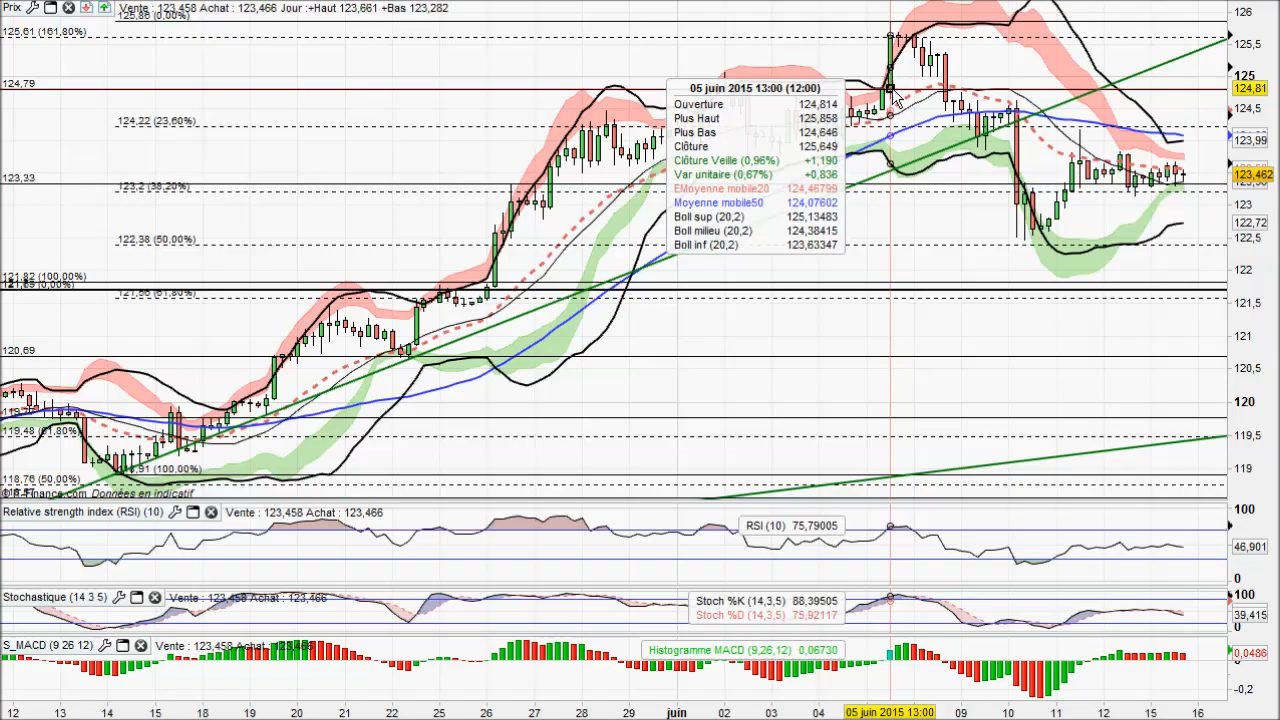 Prix Vente : 123,458 Achat : 123,466 Jour :+Haut 123,661 +Bas 123,282
125,86 (0,00%)
125,61 (161,80%)
124,79
124,22 (23,60%)
123,33
123,2 (38,20%)
122,38 (50,00%)
121,82 (100,00%)
121,56 (61,80%)
120,69
119,48 (61,80%)
118,91 (100,00%)
118,76 (50,00%)
© IT-Finance.com Données en indicatif
05 juin 2015 13:00 (12:00)
Ouverture 124,814
Plus Haut 125,858
Plus Bas 124,646
Clôture 125,649
Clôture Veille (0,96%) +1,190
Var unitaire (0,67%) +0,836
EMoyenne mobile20 124,46799
Moyenne mobile50 124,07602
Boll sup (20,2) 125,13483
Boll milieu (20,2) 124,38415
Boll inf (20,2) 123,63347
126
125,5
125
124,81
124,5
123,99
123,462
123
122,72
122,5
122
121,5
121
120,5
120
119,5
119
Relative strength index (RSI) (10) Vente : 123,458 Achat : 123,466
RSI (10) 75,79005
100
46,901
0
Stochastique (14 3 5) Vente : 123,458 Achat : 123,466
Stoch %K (14,3,5) 88,39505
Stoch %D (14,3,5) 75,92117
100
39,415
0
S_MACD (9 26 12) Vente : 123,458 Achat : 123,466
Histogramme MACD (9,26,12) 0,06730
0,0486
0
-0,2
12 13 14 15 18 19 20 21 22 25 26 27 28 29 juin 02 03 04 05 juin 2015 13:00 09 10 11 12 15 16